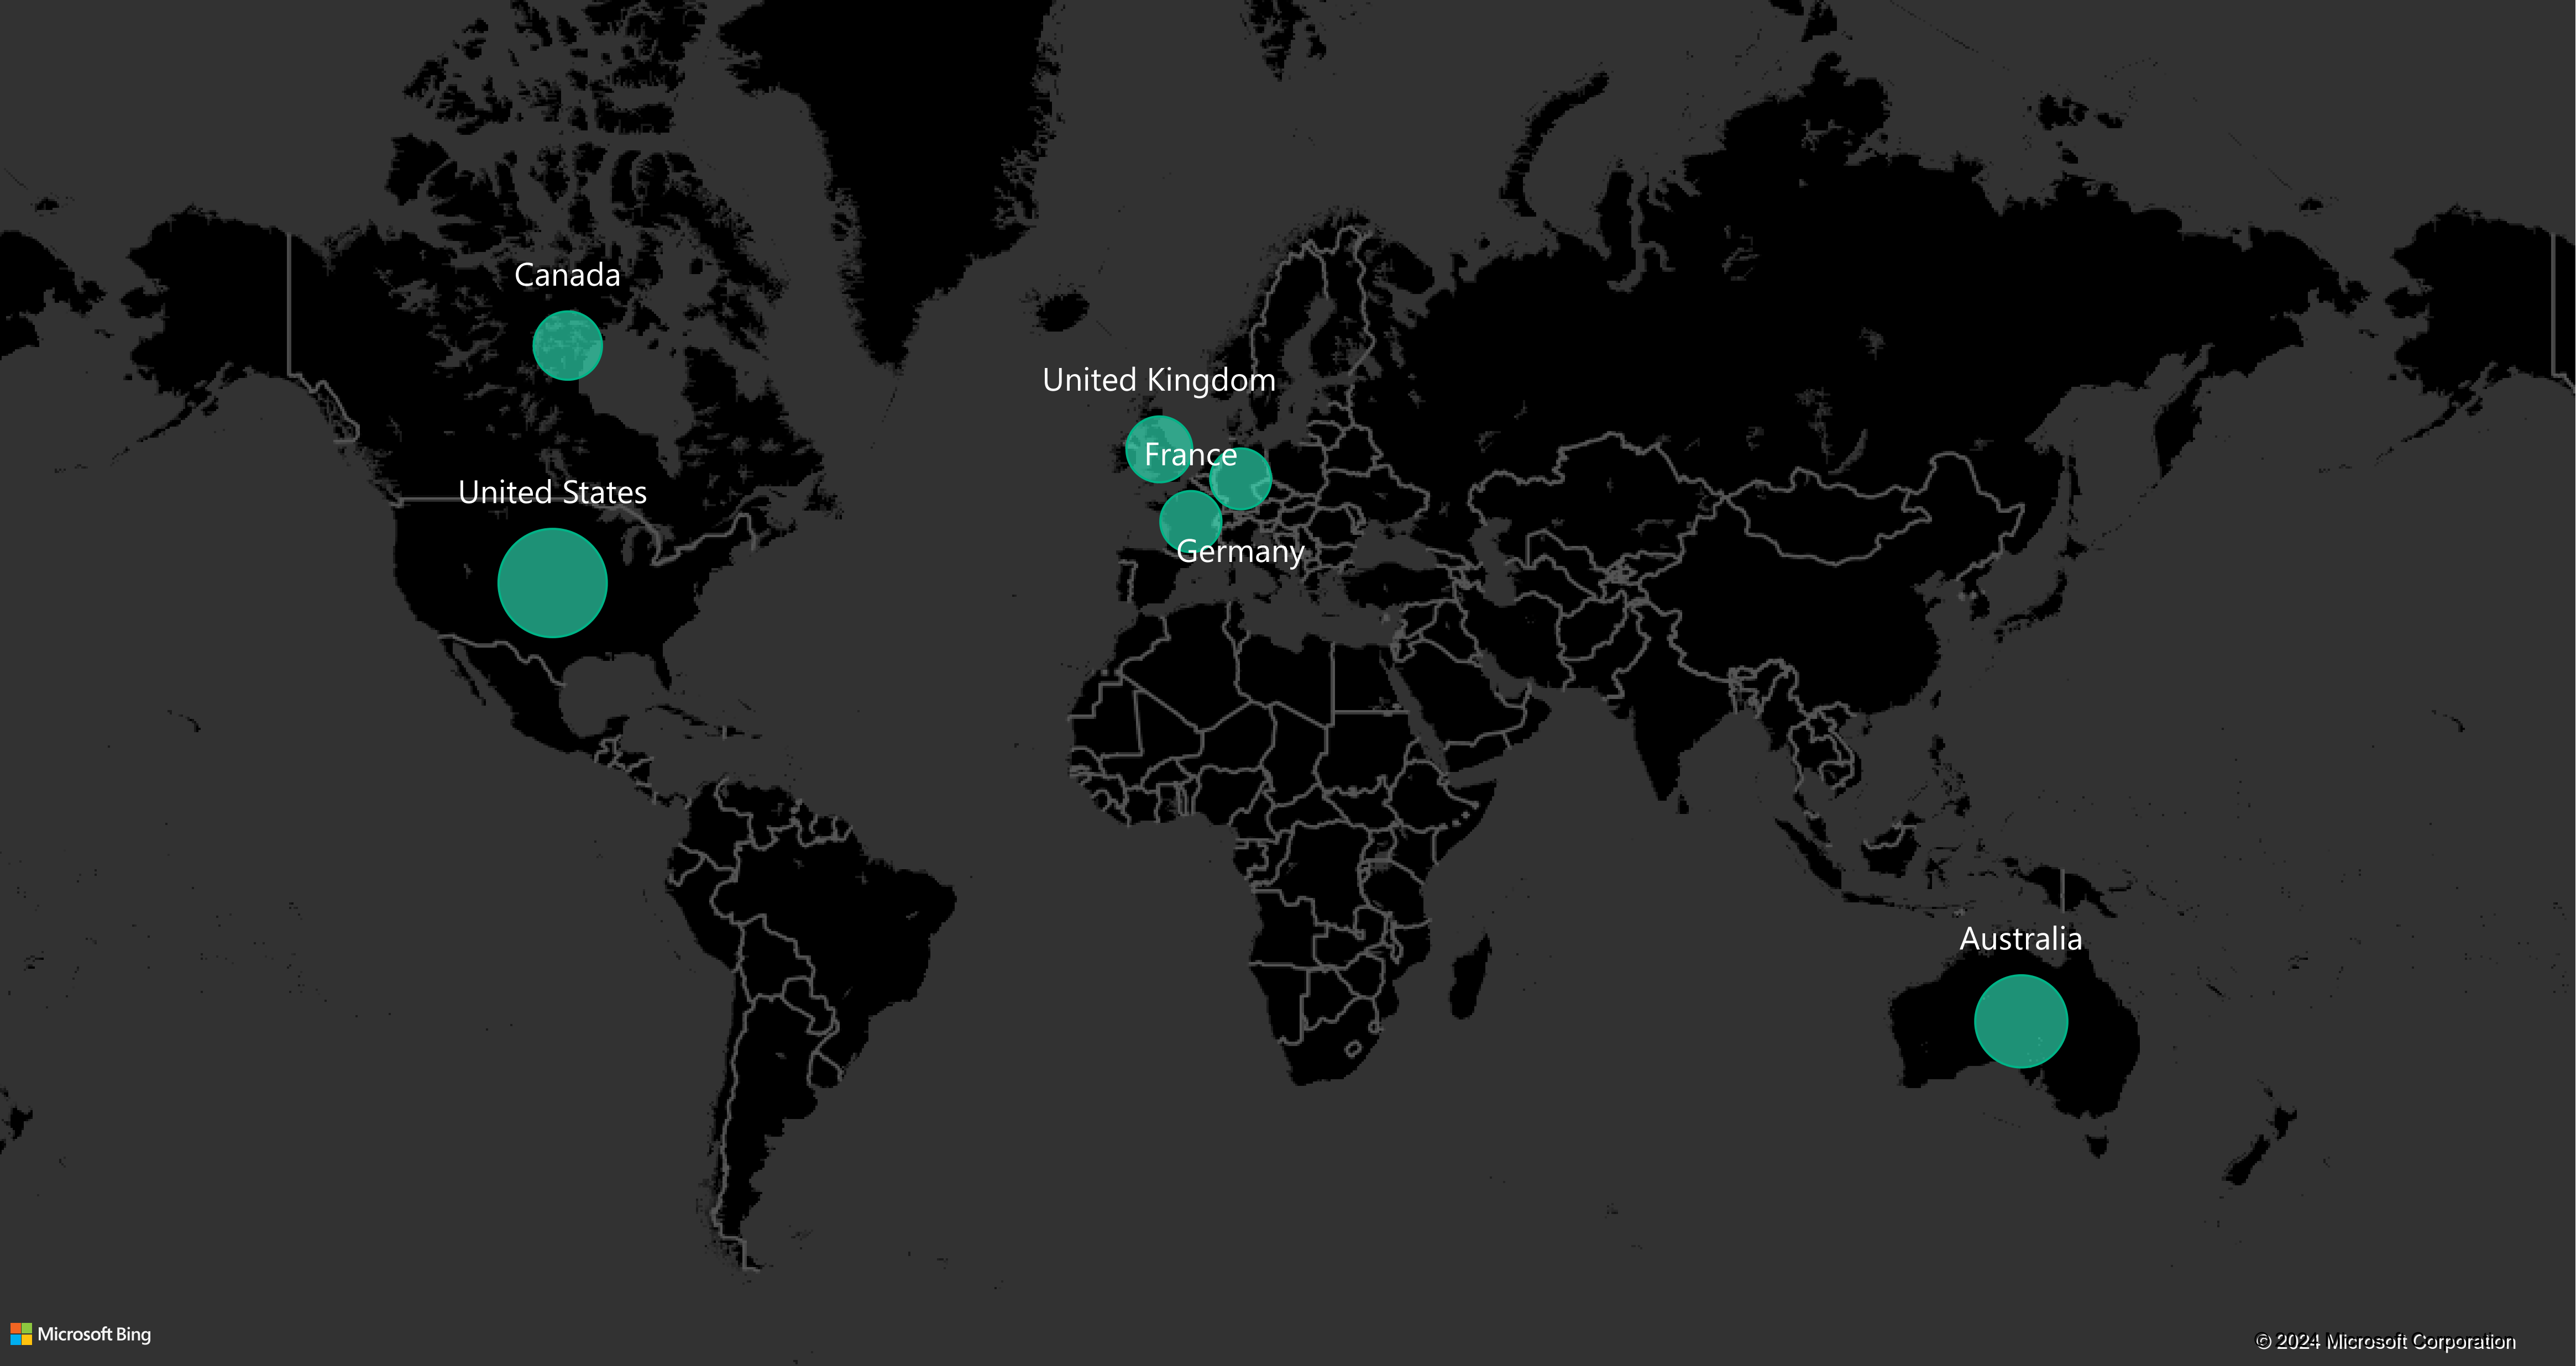 Canada
United Kingdom
France
United States
Germany
Australia
Microsoft Bing
© 2024 Microsoft Corporation